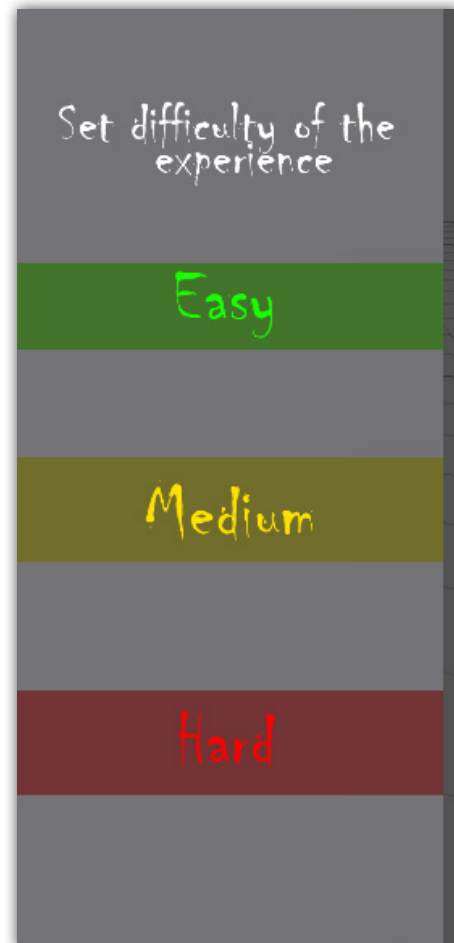 Set difficulty of the
experience
Easy
Medium
Hard